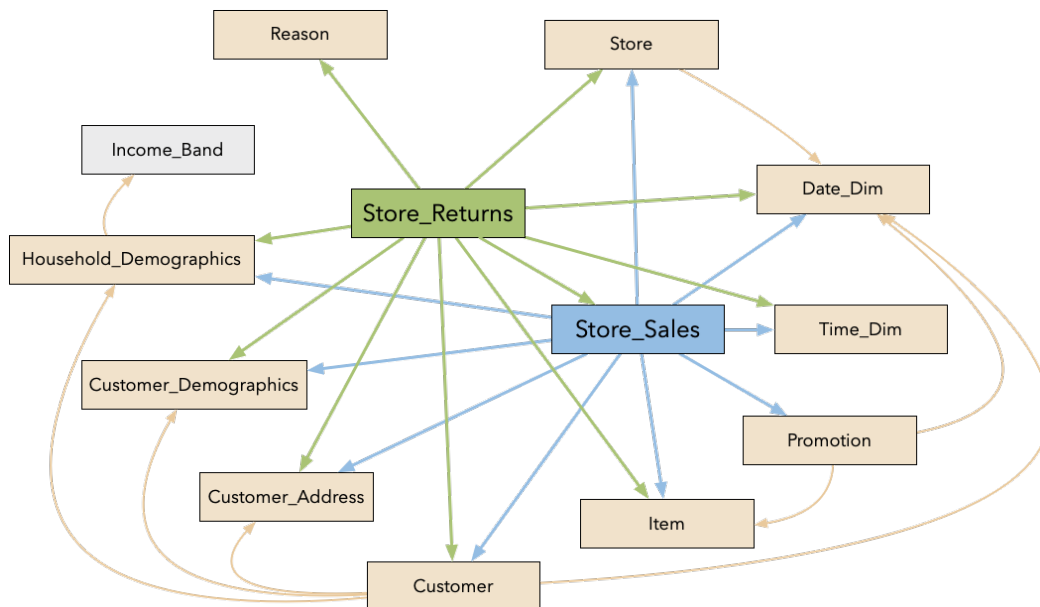 Reason
Store
Income_Band
Date_Dim
Store_Returns
Household_Demographics
Store_Sales
Time_Dim
Customer_Demographics
Promotion
Customer_Address
Item
Customer